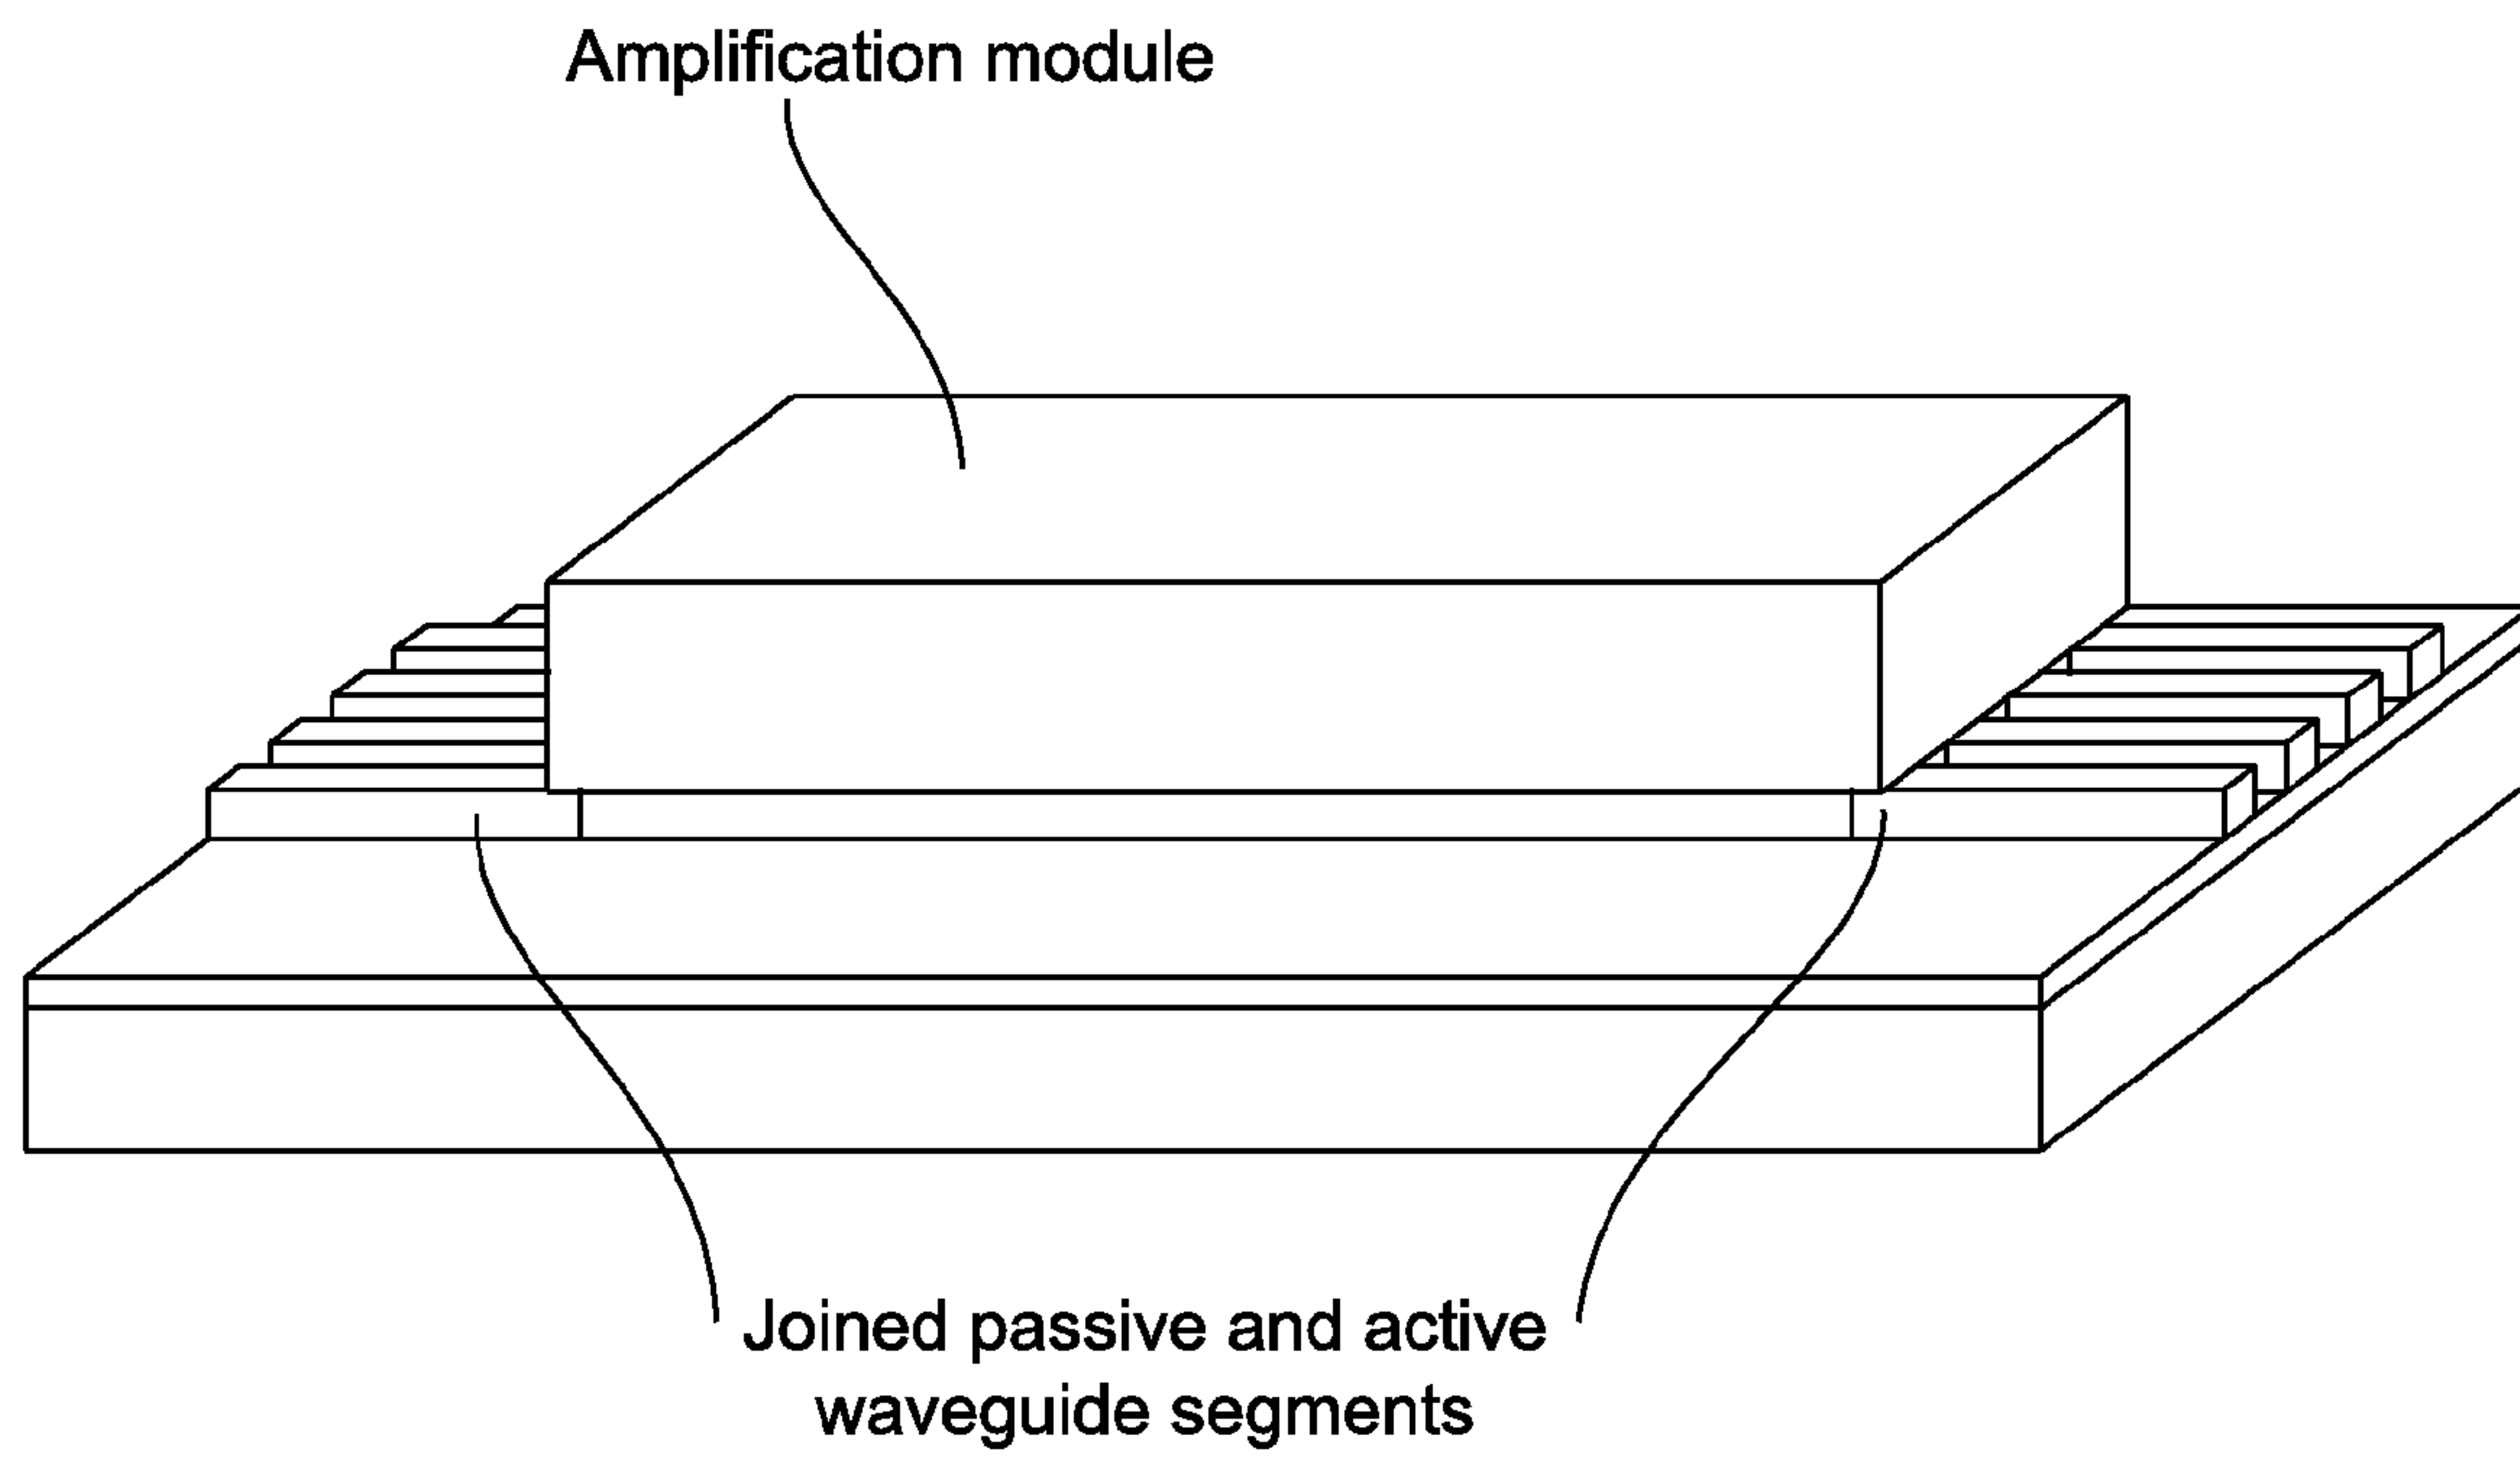 Amplification module
Joined passive and active
waveguide segments